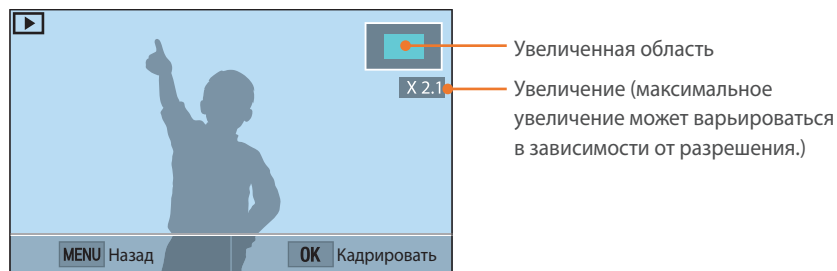 Увеличенная область
X 2.1
Увеличение (максимальное
увеличение может варьироваться
в зависимости от разрешения.)
MENU Назад
OK Кадрировать